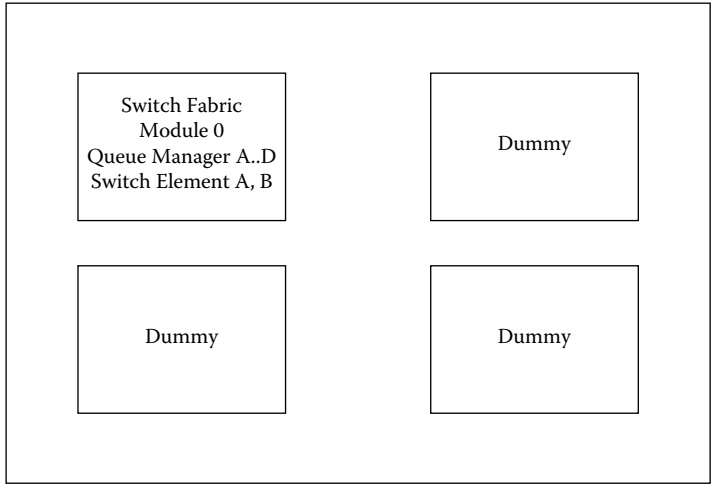 Switch Fabric
Module 0
Queue Manager A..D
Switch Element A, B
Dummy
Dummy
Dummy